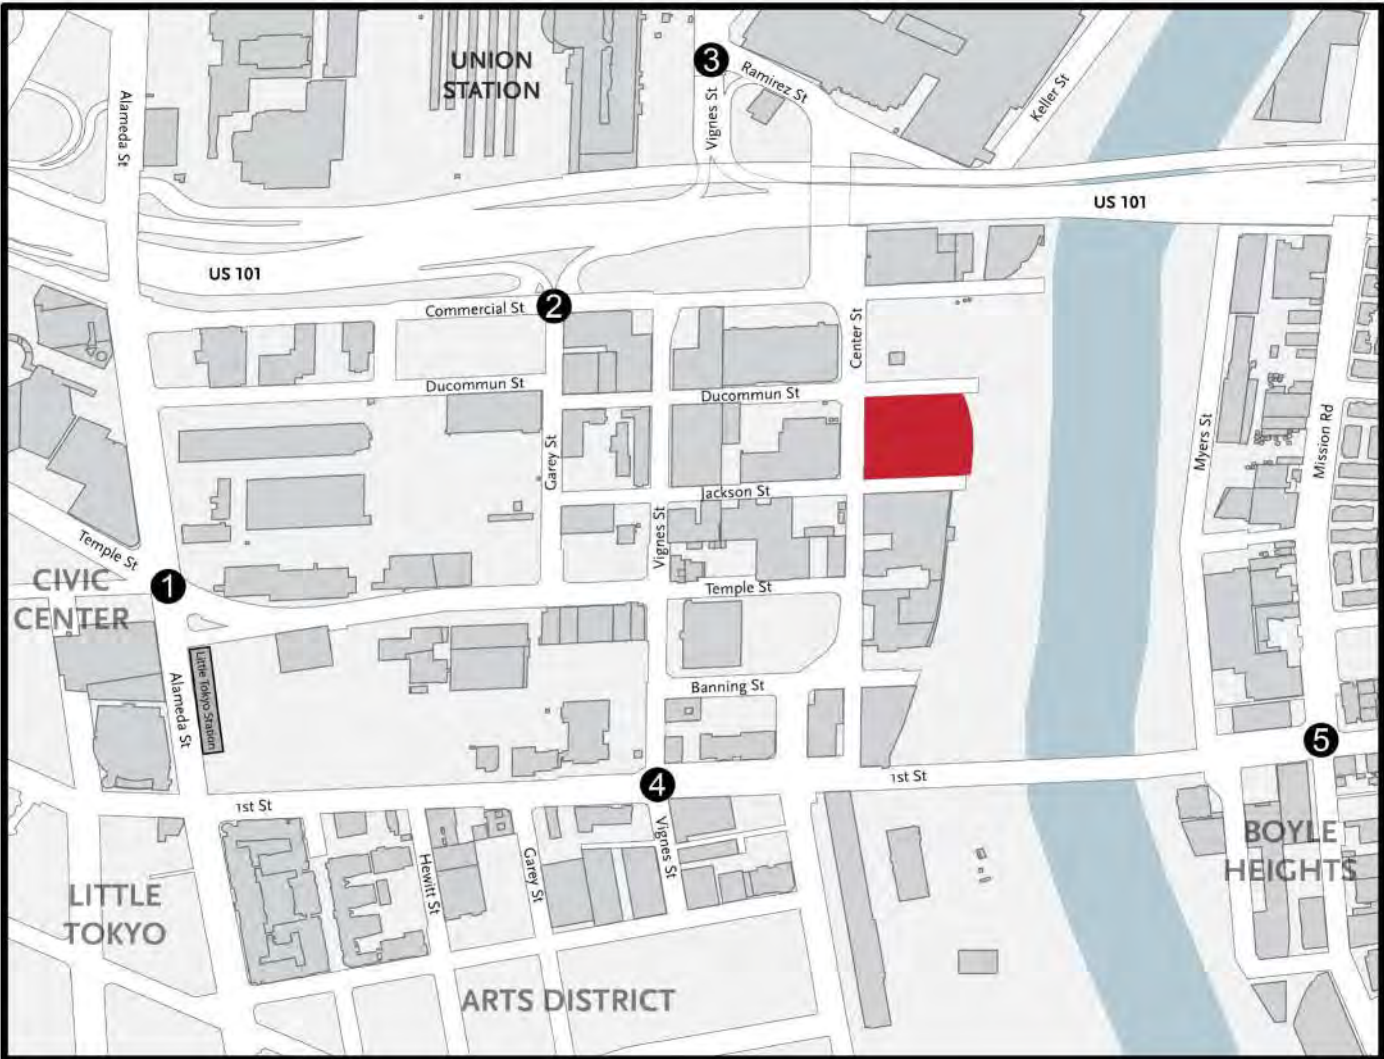 UNION
STATION
3
Ramirez St
Keller St
Alameda St
Vignes St
US 101
US 101
Commercial St
2
Center St
Ducommun St
Ducommun St
Garey St
Myers St
Mission Rd
Jackson St
Vignes St
Temple St
CIVIC
CENTER
1
Temple St
Little Tokyo Station
Alameda St
Banning St
5
4
1st St
1st St
Vignes St
Hewitt St
Garey St
BOYLE
HEIGHTS
LITTLE
TOKYO
ARTS DISTRICT